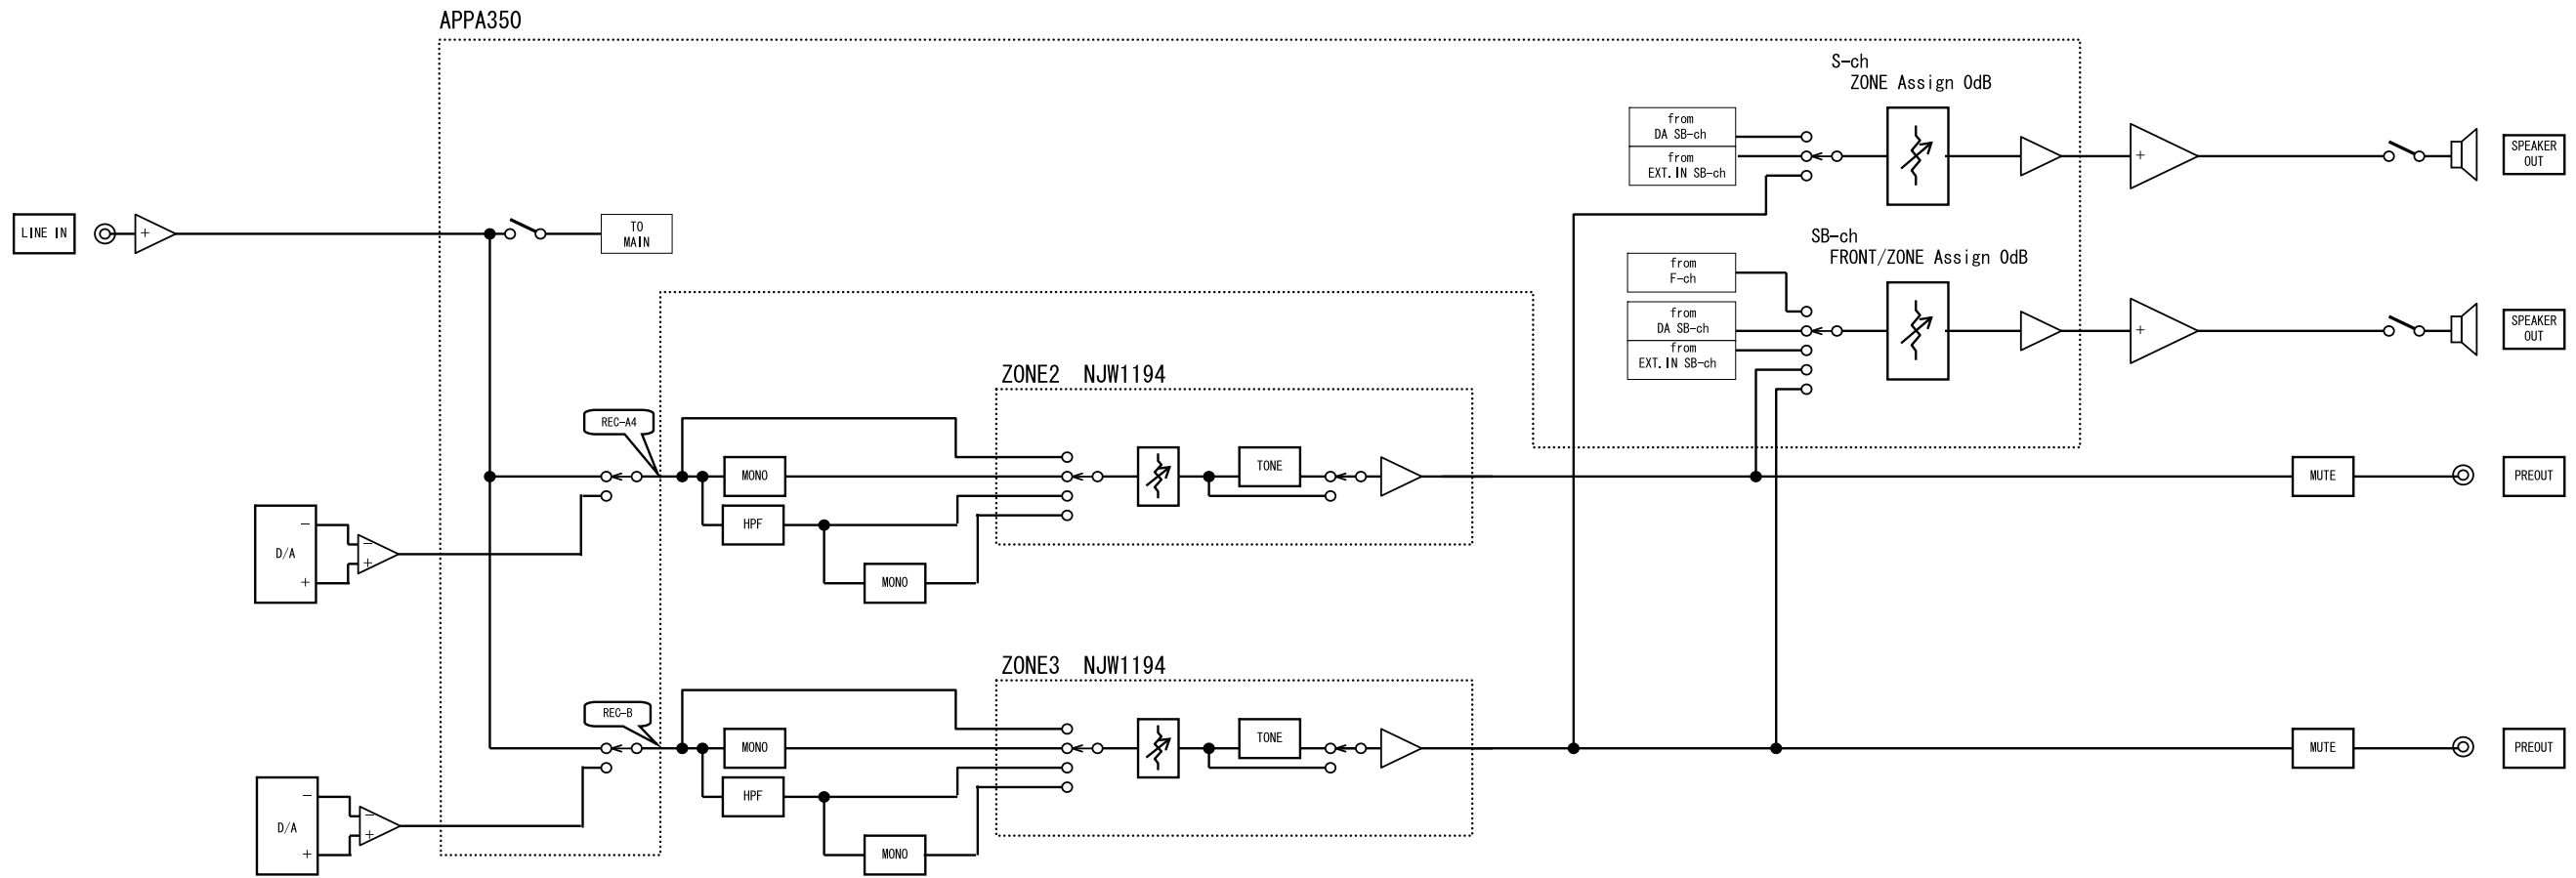 APPA350
S-ch
ZONE Assign 0dB
from
DA SB-ch
from
EXT.IN SB-ch
SPEAKER
OUT
LINE IN
+
TO
MAIN
+
SB-ch
FRONT/ZONE Assign 0dB
from
F-ch
from
DA SB-ch
from
EXT.IN SB-ch
+
SPEAKER
OUT
ZONE2 NJW1194
REC-A4
MONO
HPF
MONO
TONE
MUTE
PREOUT
D/A
−
+
−
+
ZONE3 NJW1194
REC-B
MONO
HPF
MONO
TONE
MUTE
PREOUT
D/A
−
+
−
+